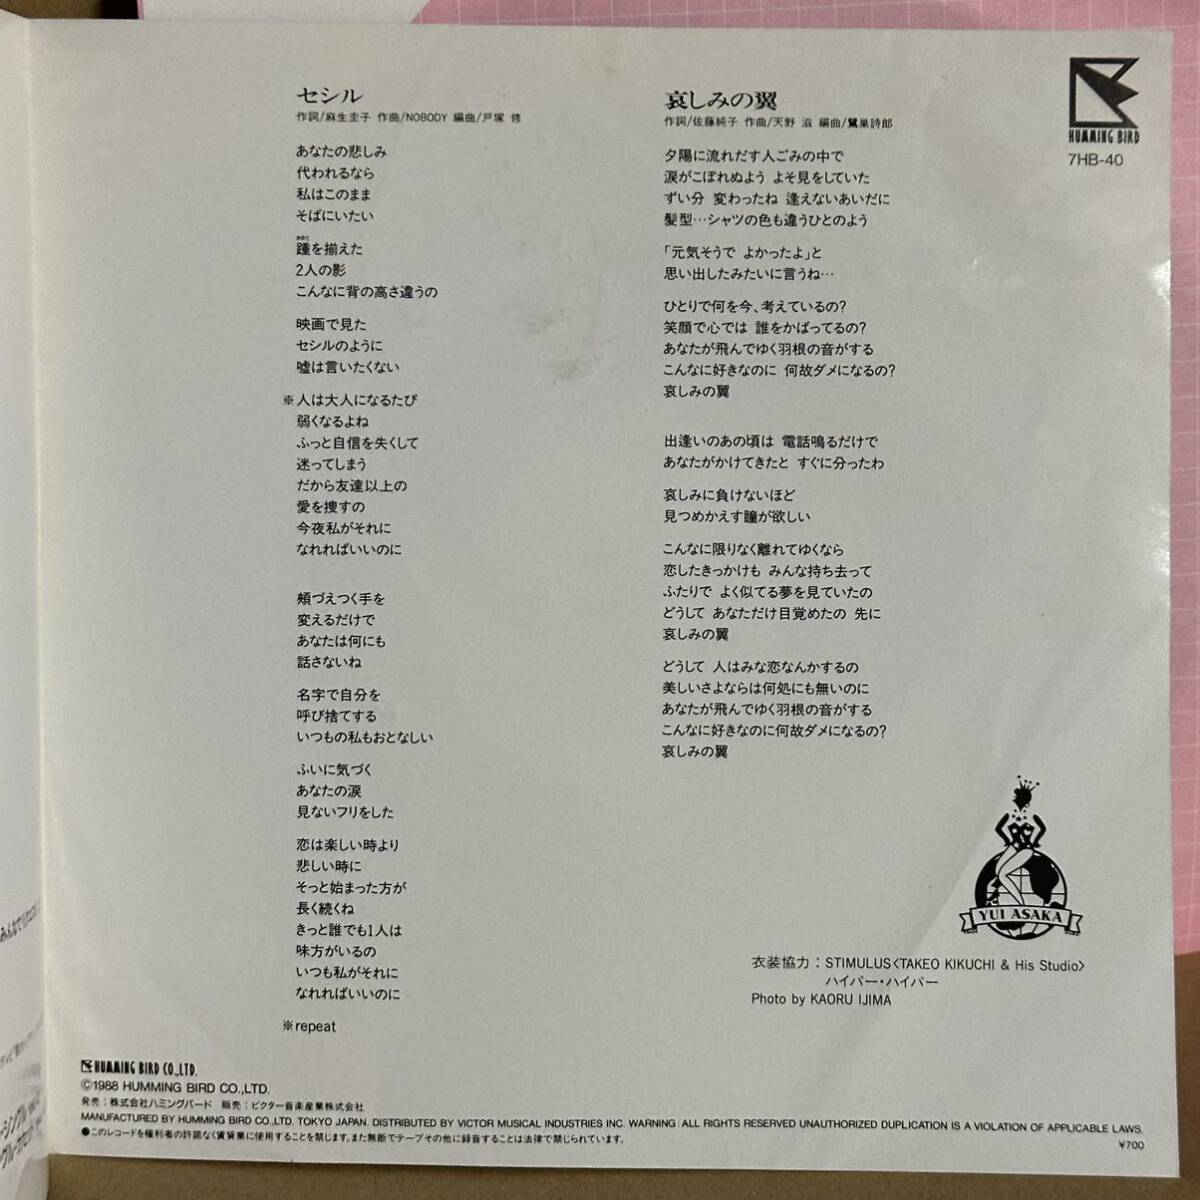 セシル
作詞/麻生圭子 作曲/NOBODY 編曲/戸塚 修
あなたの悲しみ
代われるなら
私はこのまま
そばにいたい
かかと
踵を揃えた
2人の影
こんなに背の高さ違うの
映画で見た
セシルのように
嘘は言いたくない
※人は大人になるたび
弱くなるよね
ふっと自信を失くして
迷ってしまう
だから友達以上の
愛を捜すの
今夜私がそれに
なれればいいのに
頬づえつく手を
変えるだけで
あなたは何にも
話さないね
名字で自分を
呼び捨てする
いつもの私もおとなしい
ふいに気づく
あなたの涙
見ないフリをした
恋は楽しい時より
悲しい時に
そっと始まった方が
長く続くね
きっと誰でも1人は
味方がいるの
いつも私がそれに
なれればいいのに
※repeat
哀しみの翼
作詞/佐藤純子 作曲/天野 滋 編曲/鷺巣詩郎
夕陽に流れだす人ごみの中で
涙がこぼれぬよう よそ見をしていた
ずい分 変わったね 逢えないあいだに
髪型…シャツの色も違うひとのよう
「元気そうで よかったよ」と
思い出したみたいに言うね…
ひとりで何を今、考えているの?
笑顔で心では 誰をかばってるの?
あなたが飛んでゆく羽根の音がする
こんなに好きなのに 何故ダメになるの?
哀しみの翼
出逢いのあの頃は 電話鳴るだけで
あなたがかけてきたと すぐに分ったわ
哀しみに負けないほど
見つめかえす瞳が欲しい
こんなに限りなく離れてゆくなら
恋したきっかけも みんな持ち去って
ふたりで よく似てる夢を見ていたの
どうして あなただけ目覚めたの 先に
哀しみの翼
どうして 人はみな恋なんかするの
美しいさよならは何処にも無いのに
あなたが飛んでゆく羽根の音がする
こんなに好きなのに何故ダメになるの?
哀しみの翼
HUMMING BIRD
7HB-40
YUI ASAKA
衣装協力：STIMULUS〈TAKEO KIKUCHI & His Studio〉
ハイパー・ハイパー
Photo by KAORU IJIMA
HUMMING BIRD CO.,LTD.
©1988 HUMMING BIRD CO.,LTD.
発売：株式会社ハミングバード 販売：ビクター音楽産業株式会社
MANUFACTURED BY HUMMING BIRD CO.,LTD. TOKYO JAPAN. DISTRIBUTED BY VICTOR MUSICAL INDUSTRIES INC. WARNING: ALL RIGHTS RESERVED UNAUTHORIZED DUPLICATION IS A VIOLATION OF APPLICABLE LAWS.
●このレコードを権利者の許諾なく賃貸業に使用することを禁じます。また無断でテープその他に録音することは法律で禁じられています。
¥700